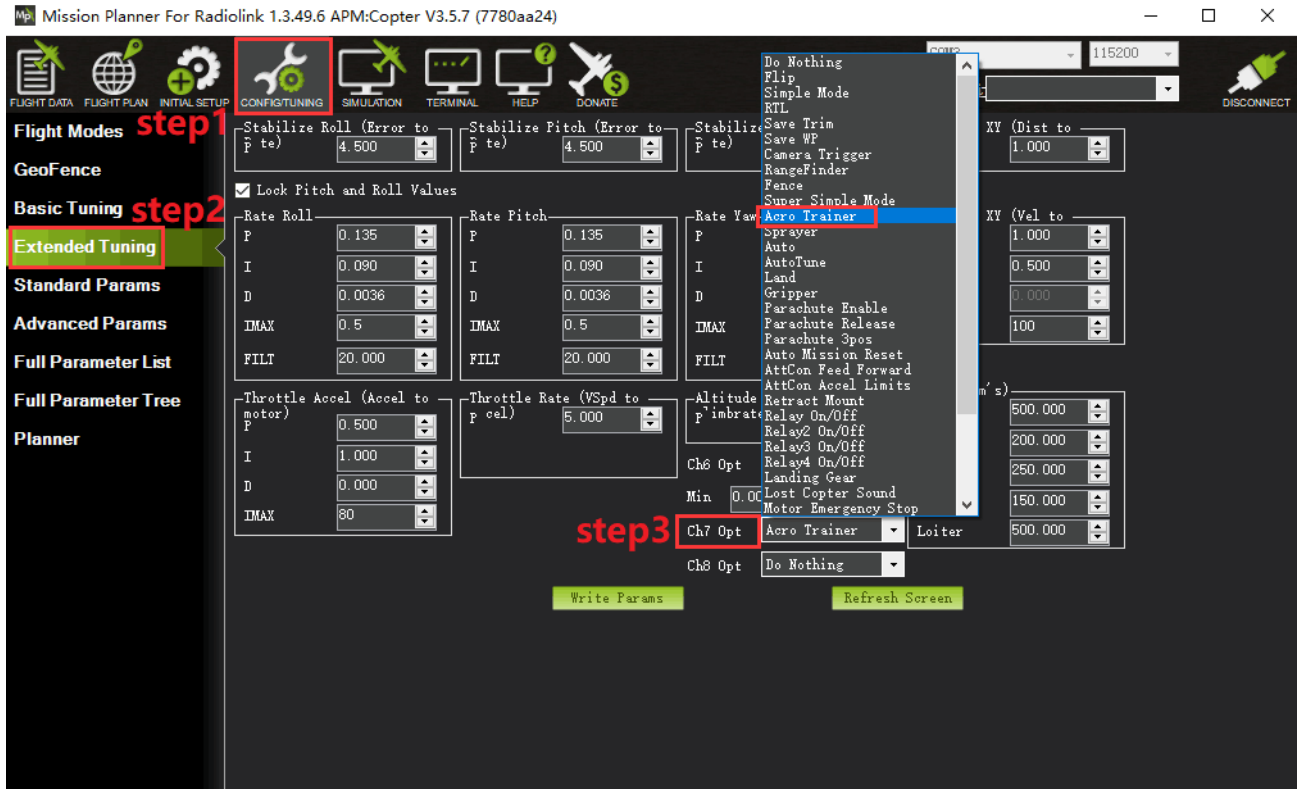 Mission Planner For Radiolink 1.3.49.6 APM:Copter V3.5.7 (7780aa24)
FLIGHT DATA
FLIGHT PLAN
INITIAL SETUP
CONFIG/TUNING
SIMULATION
TERMINAL
HELP
DONATE
115200
DISCONNECT
step1
step2
step3
Flight Modes
GeoFence
Basic Tuning
Extended Tuning
Standard Params
Advanced Params
Full Parameter List
Full Parameter Tree
Planner
Stabilize Roll (Error to
P te) 4.500
Stabilize Pitch (Error to
P te) 4.500
Stabilize
P te)
XY (Dist to
1.000
Lock Pitch and Roll Values
Rate Roll
P 0.135
I 0.090
D 0.0036
IMAX 0.5
FILT 20.000
Rate Pitch
P 0.135
I 0.090
D 0.0036
IMAX 0.5
FILT 20.000
Rate Yaw
P
I
D
IMAX
FILT
XY (Vel to
1.000
0.500
0.000
100
Throttle Accel (Accel to
motor)
P 0.500
I 1.000
D 0.000
IMAX 80
Throttle Rate (VSpd to
P cel) 5.000
Altitude
m's)
500.000
200.000
250.000
150.000
Loiter 500.000
Ch6 Opt
Min 0.00
Ch7 Opt Acro Trainer
Ch8 Opt Do Nothing
Do Nothing
Flip
Simple Mode
RTL
Save Trim
Save WP
Camera Trigger
RangeFinder
Fence
Super Simple Mode
Acro Trainer
Sprayer
Auto
AutoTune
Land
Gripper
Parachute Enable
Parachute Release
Parachute 3pos
Auto Mission Reset
AttCon Feed Forward
AttCon Accel Limits
Retract Mount
Relay On/Off
Relay2 On/Off
Relay3 On/Off
Relay4 On/Off
Landing Gear
Lost Copter Sound
Motor Emergency Stop
Write Params
Refresh Screen